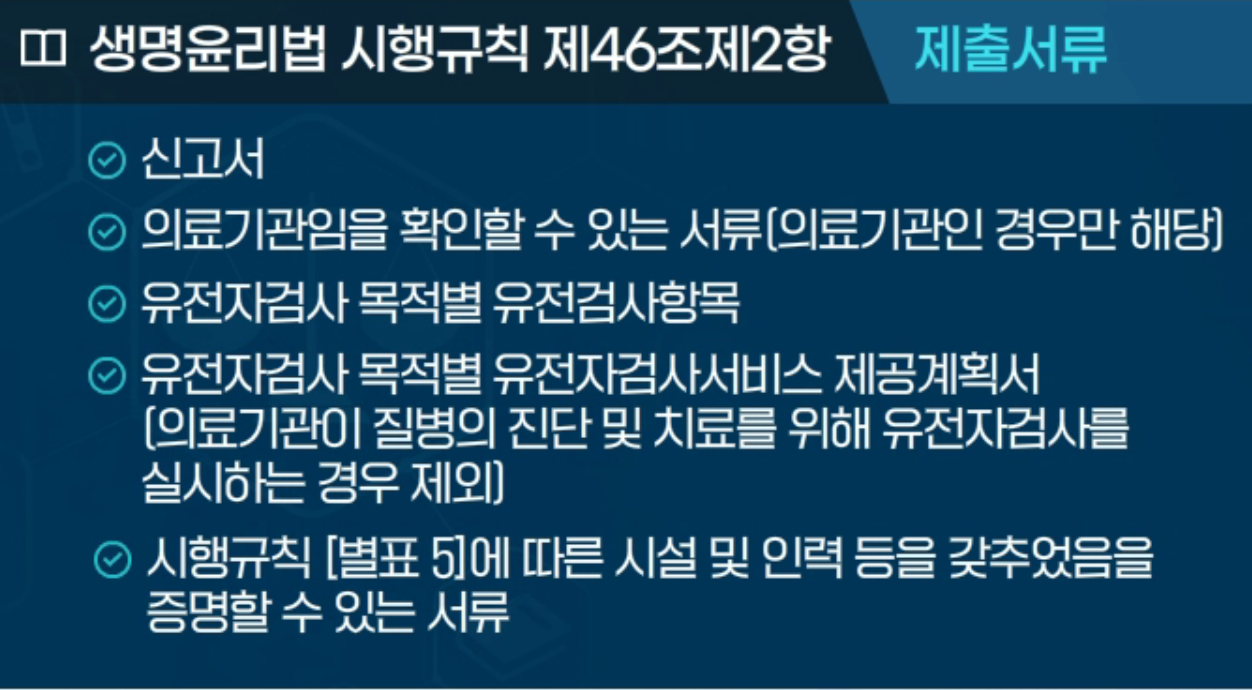 생명윤리법 시행규칙 제46조제2항 제출서류
신고서
의료기관임을 확인할 수 있는 서류(의료기관인 경우만 해당)
유전자검사 목적별 유전검사항목
유전자검사 목적별 유전자검사서비스 제공계획서
(의료기관이 질병의 진단 및 치료를 위해 유전자검사를
실시하는 경우 제외)
시행규칙 [별표 5]에 따른 시설 및 인력 등을 갖추었음을
증명할 수 있는 서류